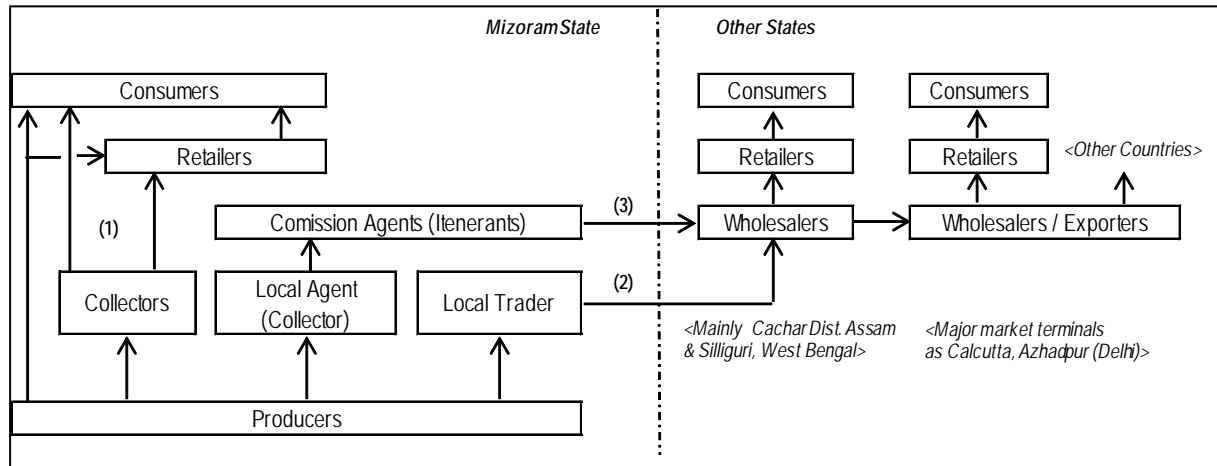 Mizoram State
Other States
Consumers
Consumers
Consumers
Retailers
Retailers
Retailers
<Other Countries>
(1)
Comission Agents (Itenerants)
(3)
Wholesalers
Wholesalers / Exporters
Collectors
Local Agent
(Collector)
Local Trader
(2)
<Mainly Cachar Dist. Assam
& Silliguri, West Bengal>
<Major market terminals
as Calcutta, Azhadpur (Delhi)>
Producers